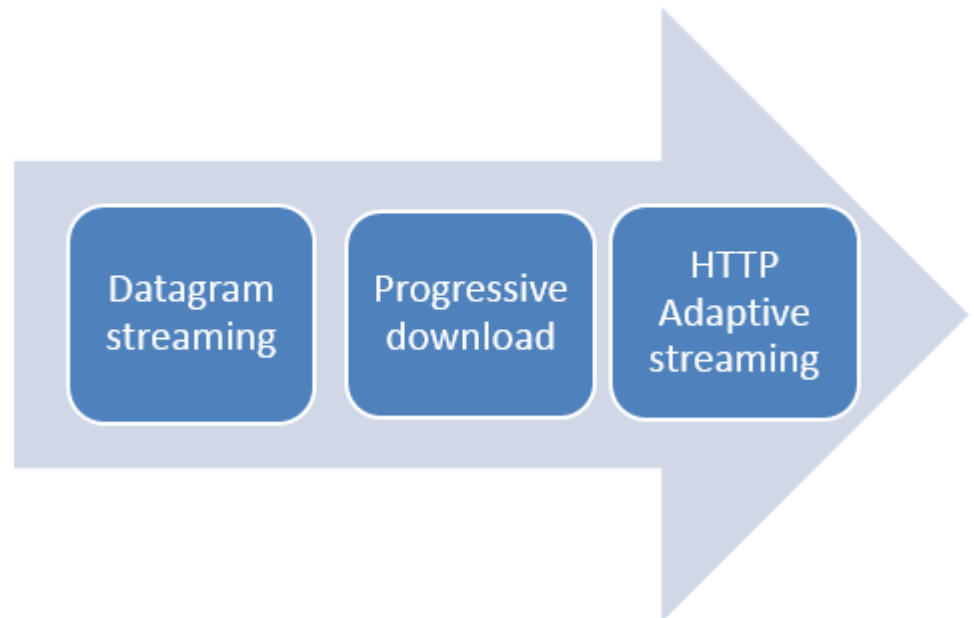 Datagram
streaming
Progressive
download
HTTP
Adaptive
streaming